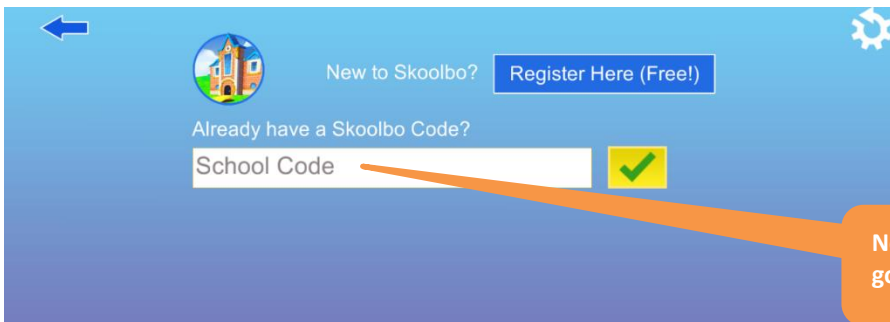 New to Skoolbo? Register Here (Free!)
Already have a Skoolbo Code?
School Code